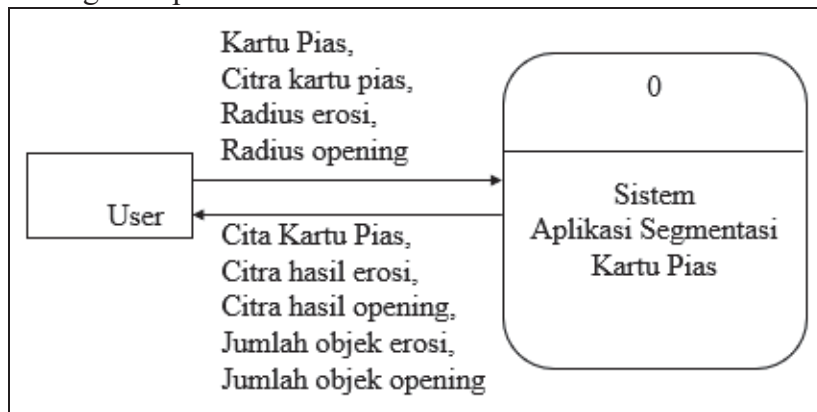 Kartu Pias,
Citra kartu pias,
Radius erosi,
Radius opening
User
Cita Kartu Pias,
Citra hasil erosi,
Citra hasil opening,
Jumlah objek erosi,
Jumlah objek opening
0
Sistem
Aplikasi Segmentasi
Kartu Pias